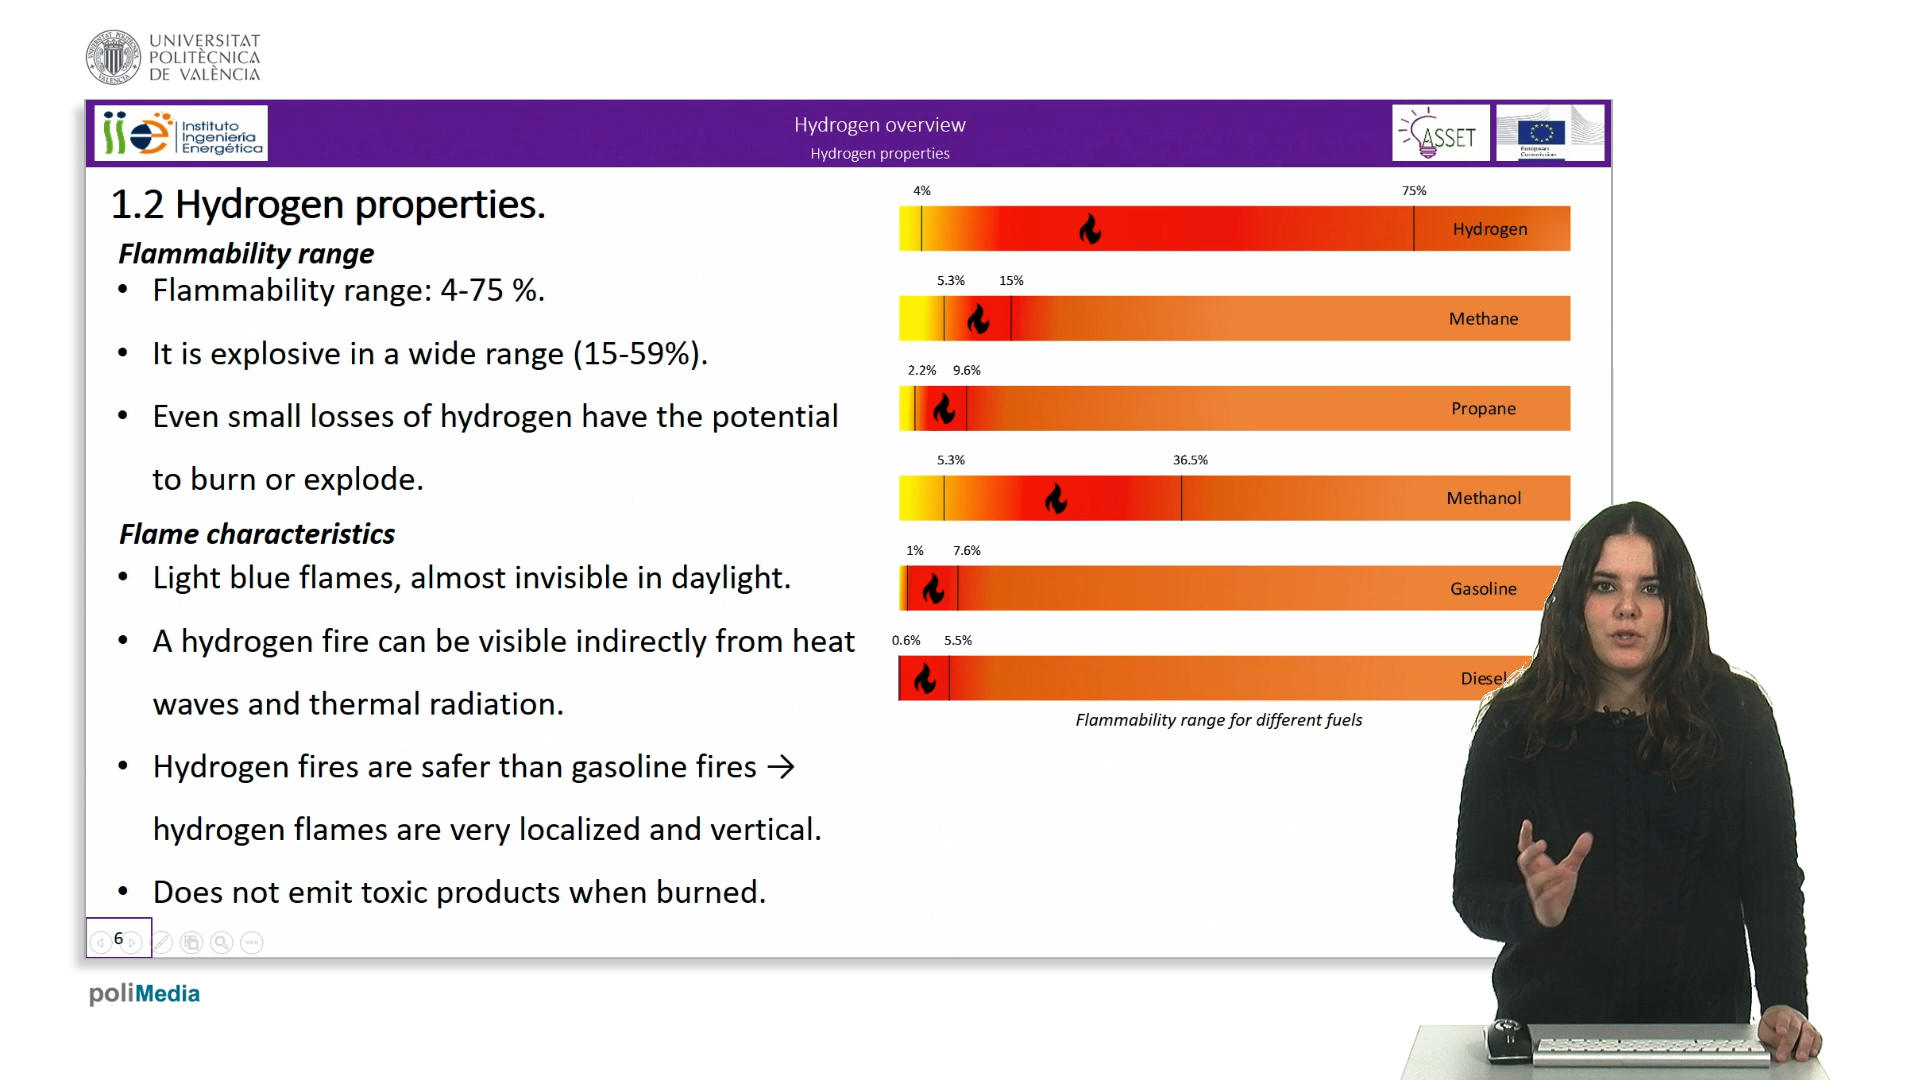 UNIVERSITAT
POLITÈCNICA
DE VALÈNCIA
Instituto
Ingeniería
Energética
Hydrogen overview
Hydrogen properties
ASSET
European
Commission
1.2 Hydrogen properties.
Flammability range
• Flammability range: 4-75 %.
• It is explosive in a wide range (15-59%).
• Even small losses of hydrogen have the potential
to burn or explode.
Flame characteristics
• Light blue flames, almost invisible in daylight.
• A hydrogen fire can be visible indirectly from heat
waves and thermal radiation.
• Hydrogen fires are safer than gasoline fires →
hydrogen flames are very localized and vertical.
• Does not emit toxic products when burned.
4% 75%
Hydrogen
5.3% 15%
Methane
2.2% 9.6%
Propane
5.3% 36.5%
Methanol
1% 7.6%
Gasoline
0.6% 5.5%
Diesel
Flammability range for different fuels
6
poliMedia